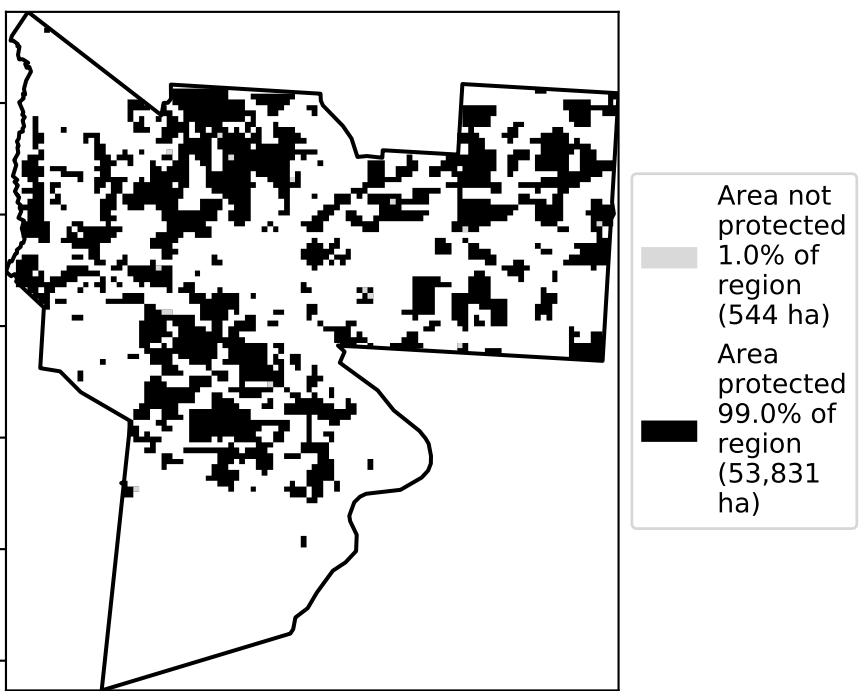 Area not
protected
1.0% of
region
(544 ha)
Area
protected
99.0% of
region
(53,831
ha)